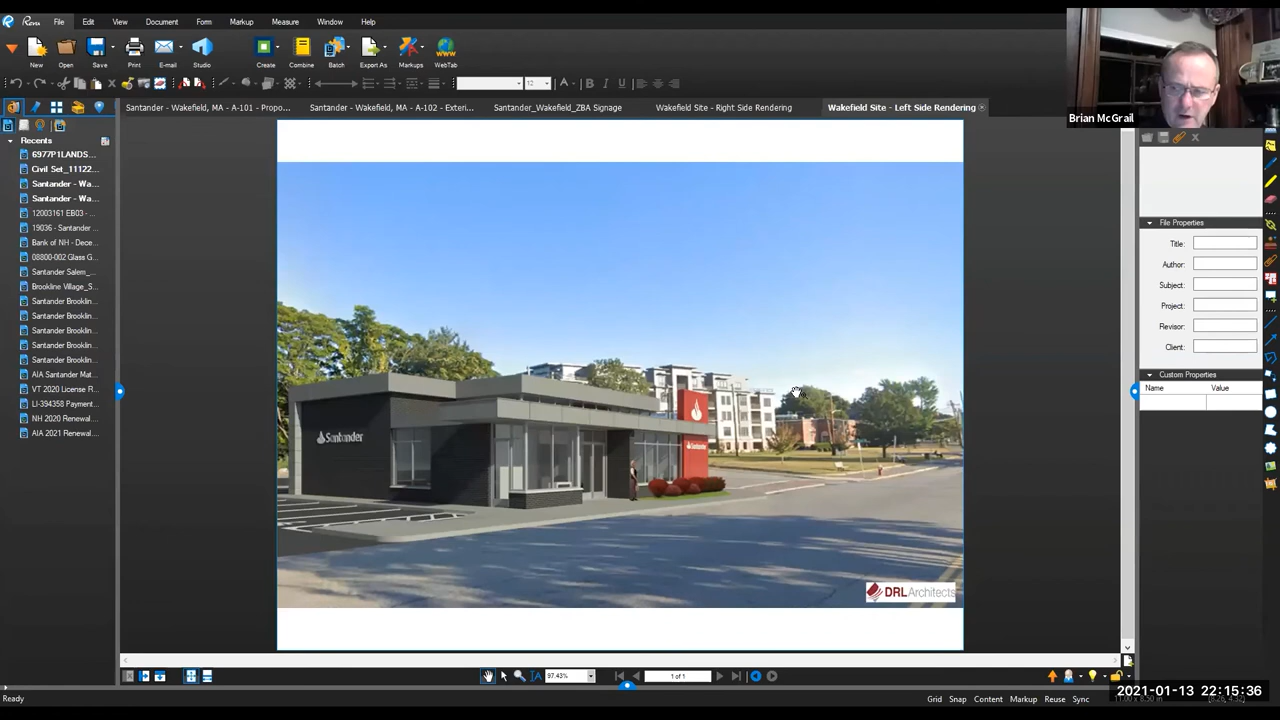 Revu File Edit View Document Form Markup Measure Window Help
New Open Save Print E-mail Studio Create Combine Batch Export As Markups WebTab
12 A B I U
Santander - Wakefield, MA - A-101 - Propo... Santander - Wakefield, MA - A-102 - Exteri... Santander_Wakefield_ZBA Signage Wakefield Site - Right Side Rendering Wakefield Site - Left Side Rendering
Brian McGrail
Recents
6977P1LANDS...
Civil Set_11122...
Santander - Wa...
Santander - Wa...
12003161 EB03 - ...
19036 - Santander ...
Bank of NH - Dece...
08800-002 Glass G...
Santander Salem_...
Brookline Village_S...
Santander Brooklin...
Santander Brooklin...
Santander Brooklin...
Santander Brooklin...
Santander Brooklin...
AIA Santander Mat...
VT 2020 License R...
LI-394358 Payment...
NH 2020 Renewal...
AIA 2021 Renewal...
Santander
Santander
DRLArchitects
File Properties
Title:
Author:
Subject:
Project:
Revisor:
Client:
Custom Properties
Name Value
97.43% 1 of 1
Ready
Grid Snap Content Markup Reuse Sync
2021-01-13 22:15:36